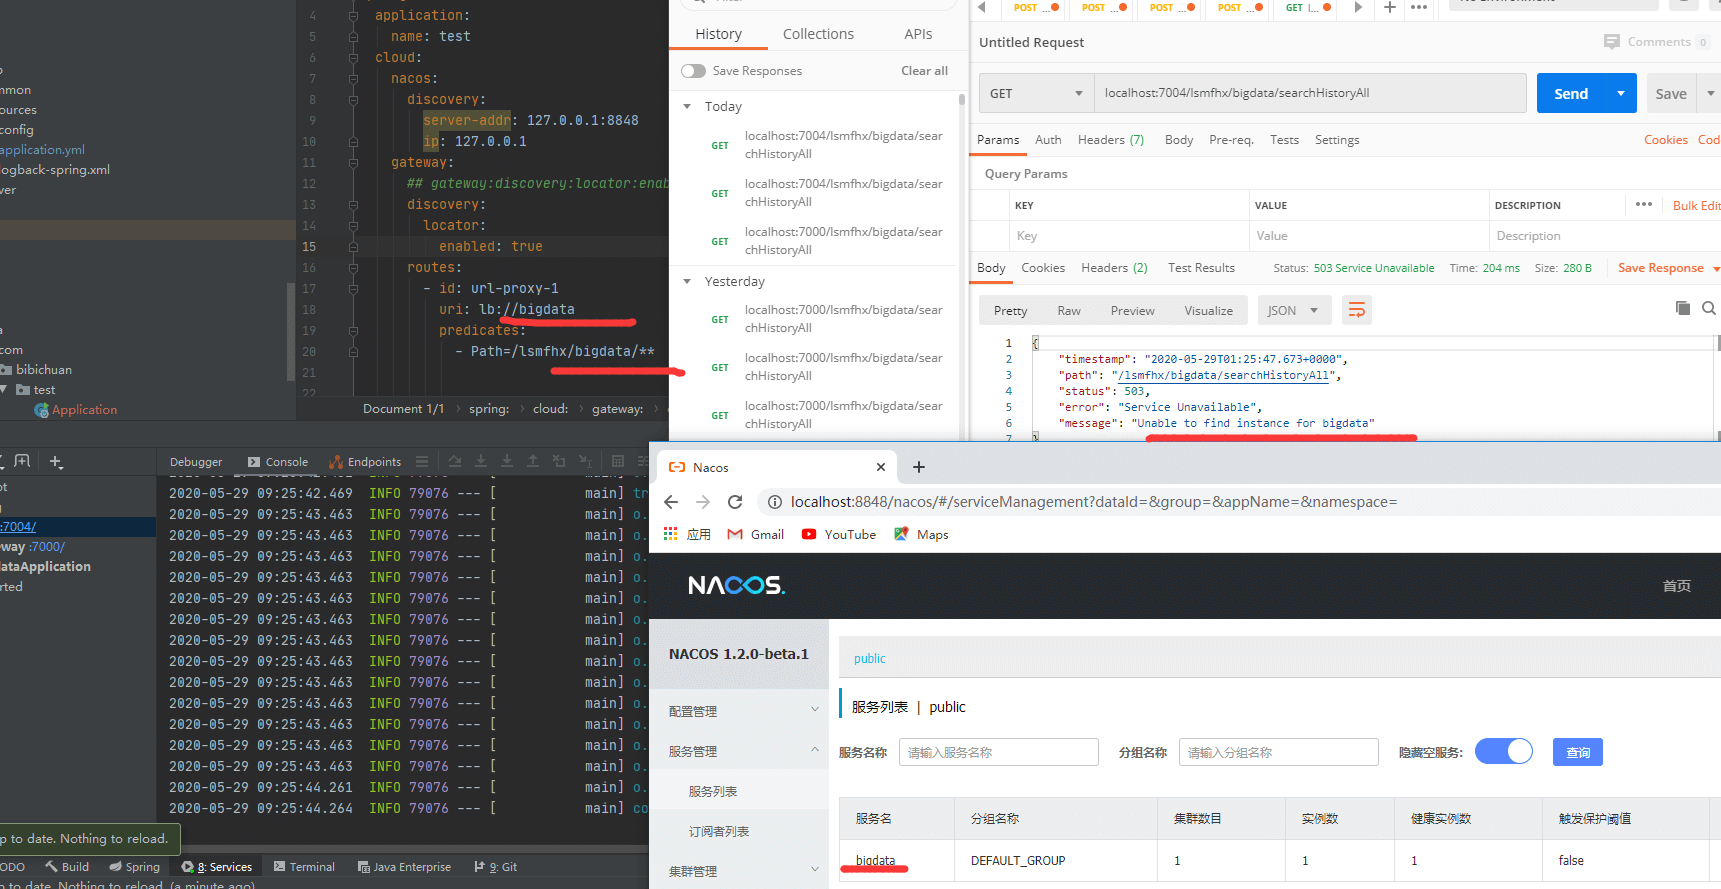 4 application:
5 name: test
6 cloud:
7 nacos:
8 discovery:
9 server-addr: 127.0.0.1:8848
10 ip: 127.0.0.1
11 gateway:
12 ## gateway:discovery:locator:enab
13 discovery:
14 locator:
15 enabled: true
16 routes:
17 - id: url-proxy-1
18 uri: lb://bigdata
19 predicates:
20 - Path=/lsmfhx/bigdata/**
21
22
Document 1/1 › spring: › cloud: › gateway: ›
mmon
ources
config
application.yml
logback-spring.xml
ver
com
bibichuan
test
Application
History Collections APIs
Save Responses Clear all
Today
GET localhost:7004/lsmfhx/bigdata/sear
chHistoryAll
GET localhost:7004/lsmfhx/bigdata/sear
chHistoryAll
GET localhost:7000/lsmfhx/bigdata/sear
chHistoryAll
Yesterday
GET localhost:7000/lsmfhx/bigdata/sear
chHistoryAll
GET localhost:7000/lsmfhx/bigdata/sear
chHistoryAll
GET localhost:7000/lsmfhx/bigdata/sear
chHistoryAll
POST ... POST ... POST ... POST ... GET l...
Untitled Request Comments 0
GET localhost:7004/lsmfhx/bigdata/searchHistoryAll Send Save
Params Auth Headers (7) Body Pre-req. Tests Settings Cookies Cod
Query Params
KEY VALUE DESCRIPTION ••• Bulk Edit
Key Value Description
Body Cookies Headers (2) Test Results Status: 503 Service Unavailable Time: 204 ms Size: 280 B Save Response
Pretty Raw Preview Visualize JSON
1 {
2 "timestamp": "2020-05-29T01:25:47.673+0000",
3 "path": "/lsmfhx/bigdata/searchHistoryAll",
4 "status": 503,
5 "error": "Service Unavailable",
6 "message": "Unable to find instance for bigdata"
7 }
Debugger Console Endpoints
:7004/
eway :7000/
dataApplication
rted
2020-05-29 09:25:42.469 INFO 79076 --- [ main] tr
2020-05-29 09:25:43.463 INFO 79076 --- [ main] o.
2020-05-29 09:25:43.463 INFO 79076 --- [ main] o.
2020-05-29 09:25:43.463 INFO 79076 --- [ main] o.
2020-05-29 09:25:43.463 INFO 79076 --- [ main] o.
2020-05-29 09:25:43.463 INFO 79076 --- [ main] o.
2020-05-29 09:25:43.463 INFO 79076 --- [ main] o.
2020-05-29 09:25:43.463 INFO 79076 --- [ main] o.
2020-05-29 09:25:43.463 INFO 79076 --- [ main] o.
2020-05-29 09:25:43.463 INFO 79076 --- [ main] o.
2020-05-29 09:25:43.463 INFO 79076 --- [ main] o.
2020-05-29 09:25:43.463 INFO 79076 --- [ main] o.
2020-05-29 09:25:43.463 INFO 79076 --- [ main] o.
2020-05-29 09:25:43.463 INFO 79076 --- [ main] o.
2020-05-29 09:25:44.261 INFO 79076 --- [ main] o.
2020-05-29 09:25:44.264 INFO 79076 --- [ main] co
p to date. Nothing to reload.
ODO Build Spring 8: Services Terminal Java Enterprise 9: Git
p to date. Nothing to reload. (a minute ago)
Nacos
localhost:8848/nacos/#/serviceManagement?dataId=&group=&appName=&namespace=
应用 Gmail YouTube Maps
NACOS. 首页
NACOS 1.2.0-beta.1
配置管理
服务管理
服务列表
订阅者列表
集群管理
public
服务列表 | public
服务名称 请输入服务名称 分组名称 请输入分组名称 隐藏空服务: 查询
服务名 分组名称 集群数目 实例数 健康实例数 触发保护阈值
bigdata DEFAULT_GROUP 1 1 1 false